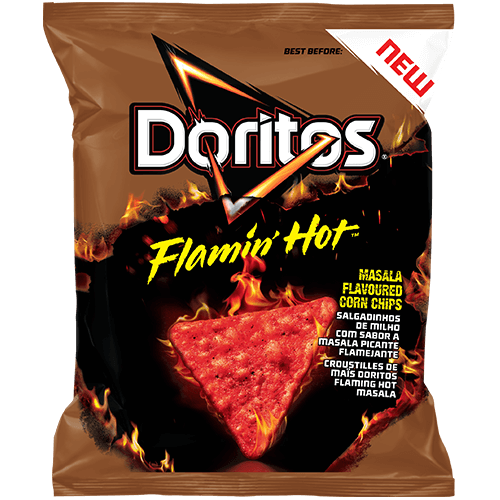 BEST BEFORE:
NEW
Doritos®
Flamin' Hot™
MASALA
FLAVOURED
CORN CHIPS
SALGADINHOS
DE MILHO
COM SABOR A
MASALA PICANTE
FLAMEJANTE
CROUSTILLES DE
MAÏS DORITOS
FLAMING HOT
MASALA